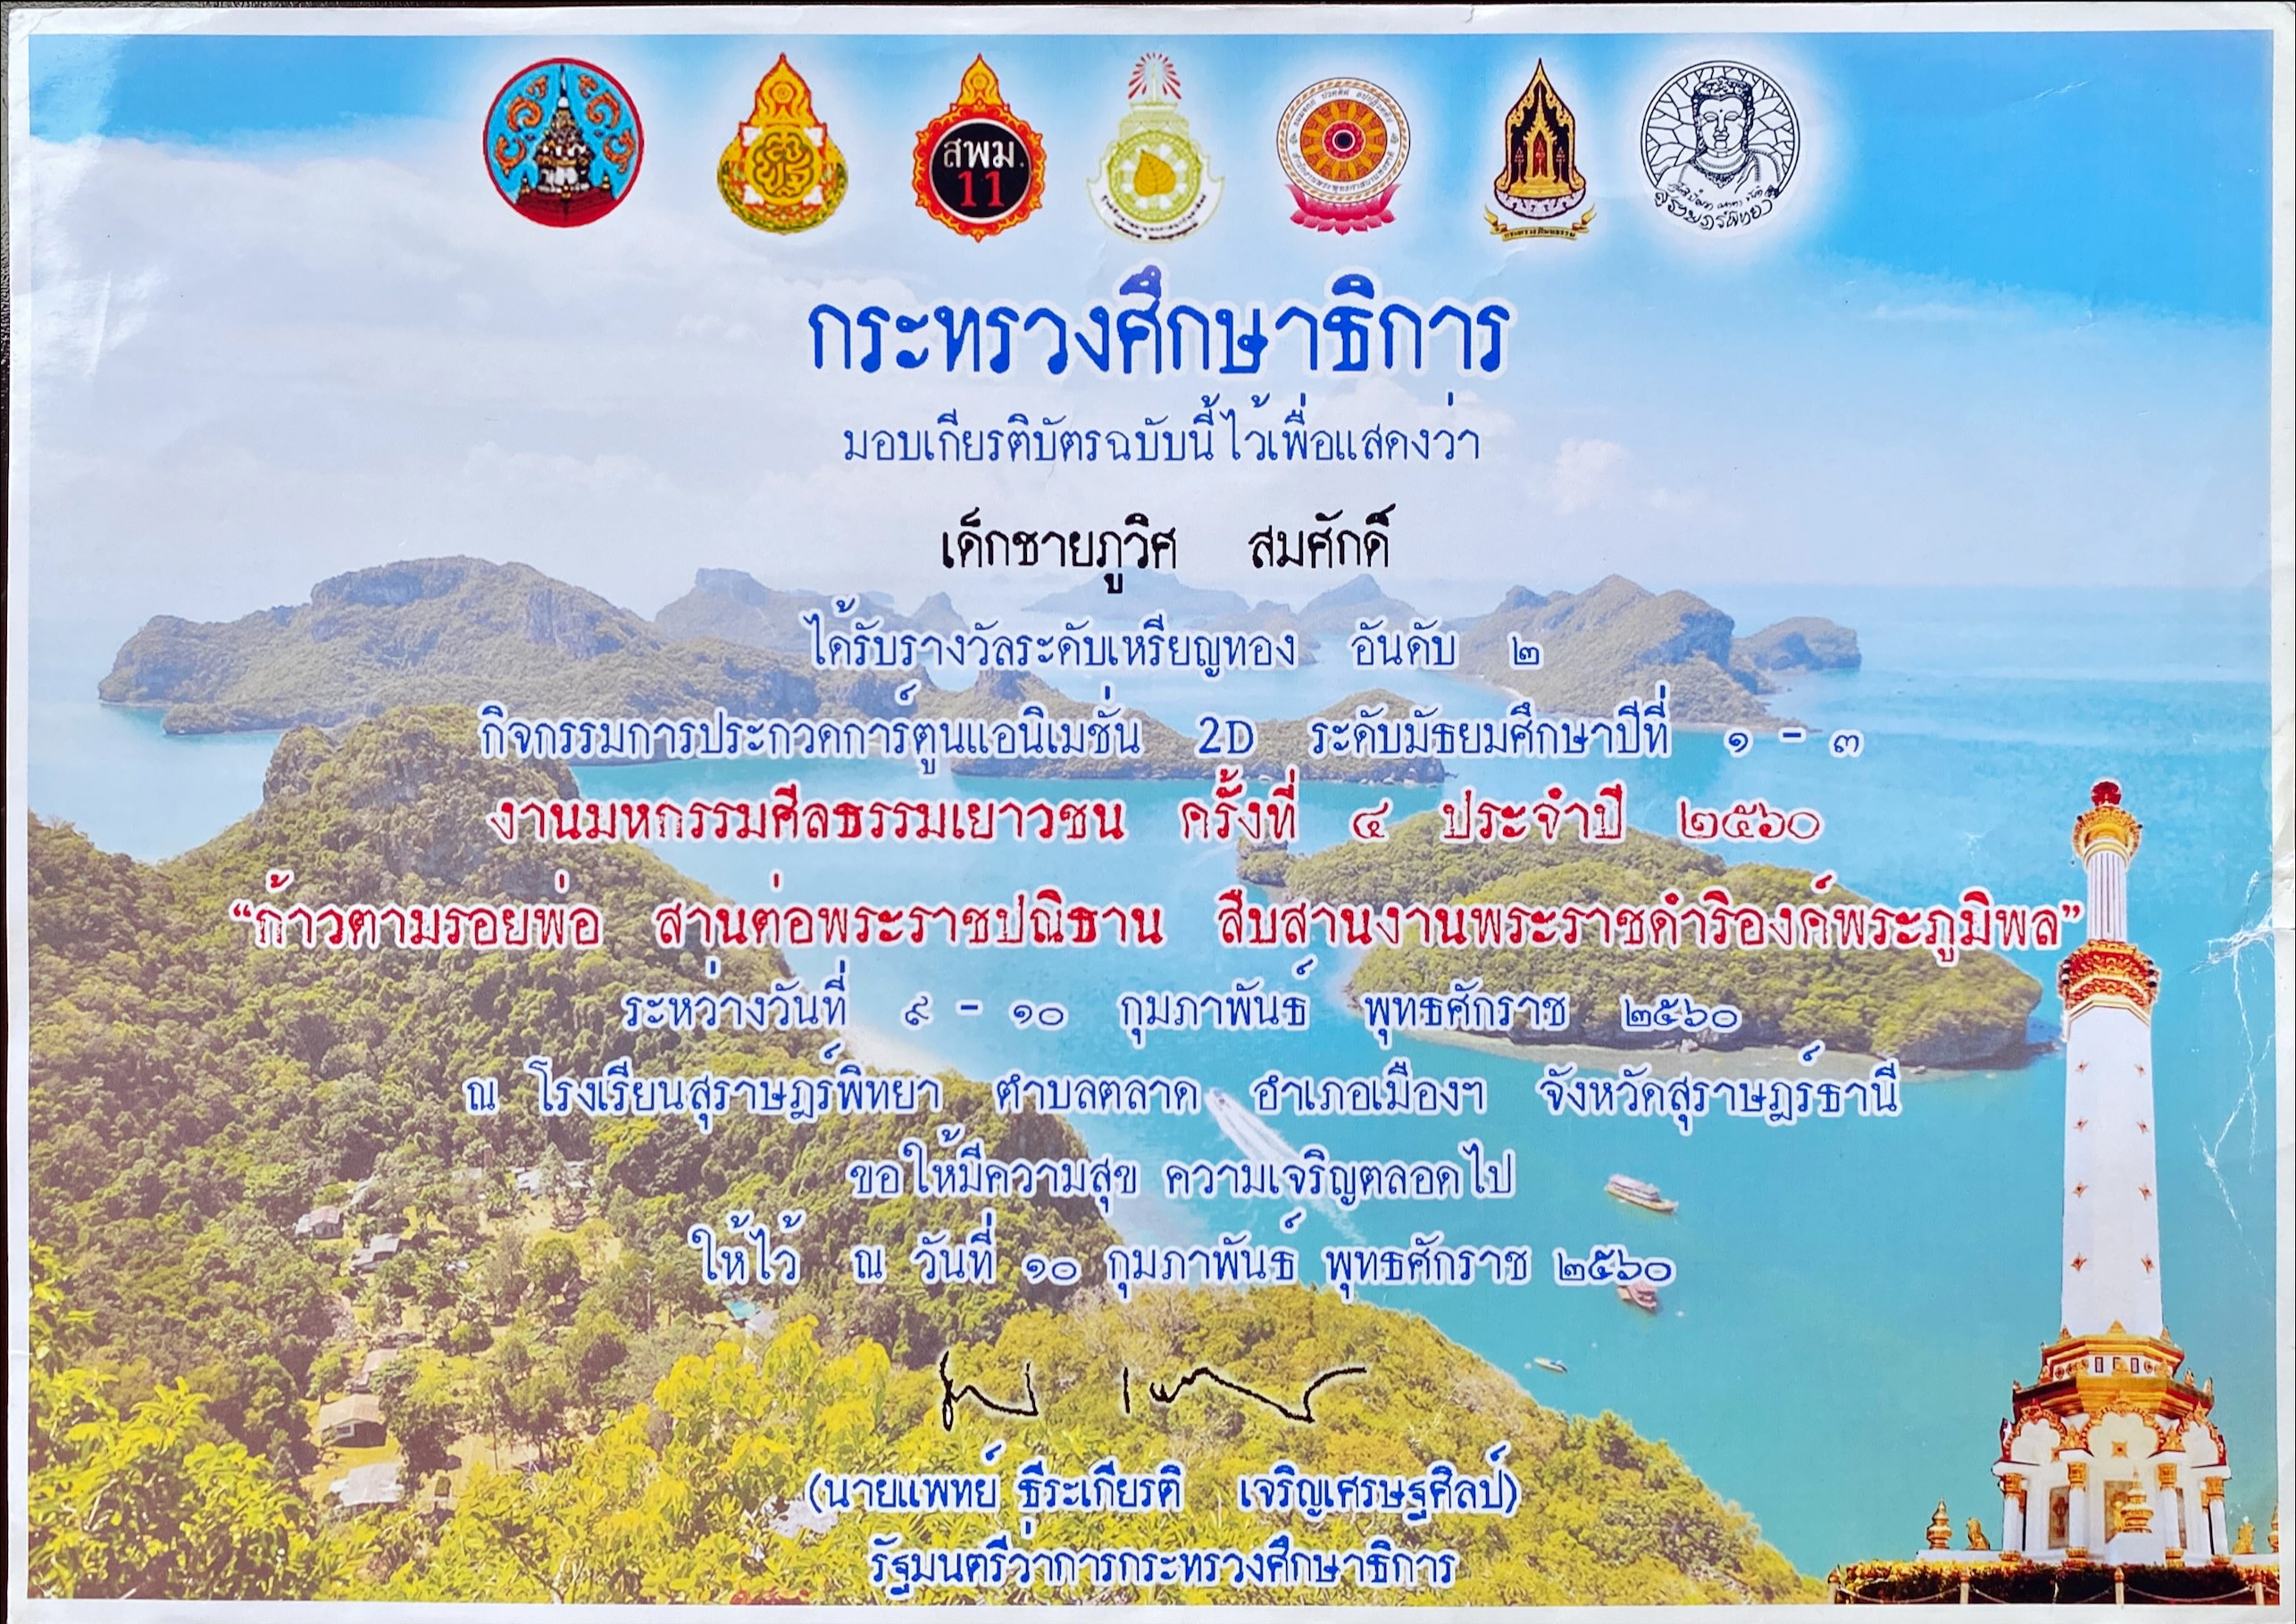 สพม.
11
กระทรวงศึกษาธิการ
มอบเกียรติบัตรฉบับนี้ไว้เพื่อแสดงว่า
เด็กชายภูวิศ สมศักดิ์
ได้รับรางวัลระดับเหรียญทอง อันดับ ๒
กิจกรรมการประกวดการ์ตูนแอนิเมชั่น 2D ระดับมัธยมศึกษาปีที่ ๑ - ๓
งานมหกรรมศีลธรรมเยาวชน ครั้งที่ ๔ ประจำปี ๒๕๖๐
“ก้าวตามรอยพ่อ สานต่อพระราชปณิธาน สืบสานงานพระราชดำริองค์พระภูมิพล”
ระหว่างวันที่ ๙ - ๑๐ กุมภาพันธ์ พุทธศักราช ๒๕๖๐
ณ โรงเรียนสุราษฎร์พิทยา ตำบลตลาด อำเภอเมืองฯ จังหวัดสุราษฎร์ธานี
ขอให้มีความสุข ความเจริญตลอดไป
ให้ไว้ ณ วันที่ ๑๐ กุมภาพันธ์ พุทธศักราช ๒๕๖๐
(นายแพทย์ ธีระเกียรติ เจริญเศรษฐศิลป์)
รัฐมนตรีว่าการกระทรวงศึกษาธิการ